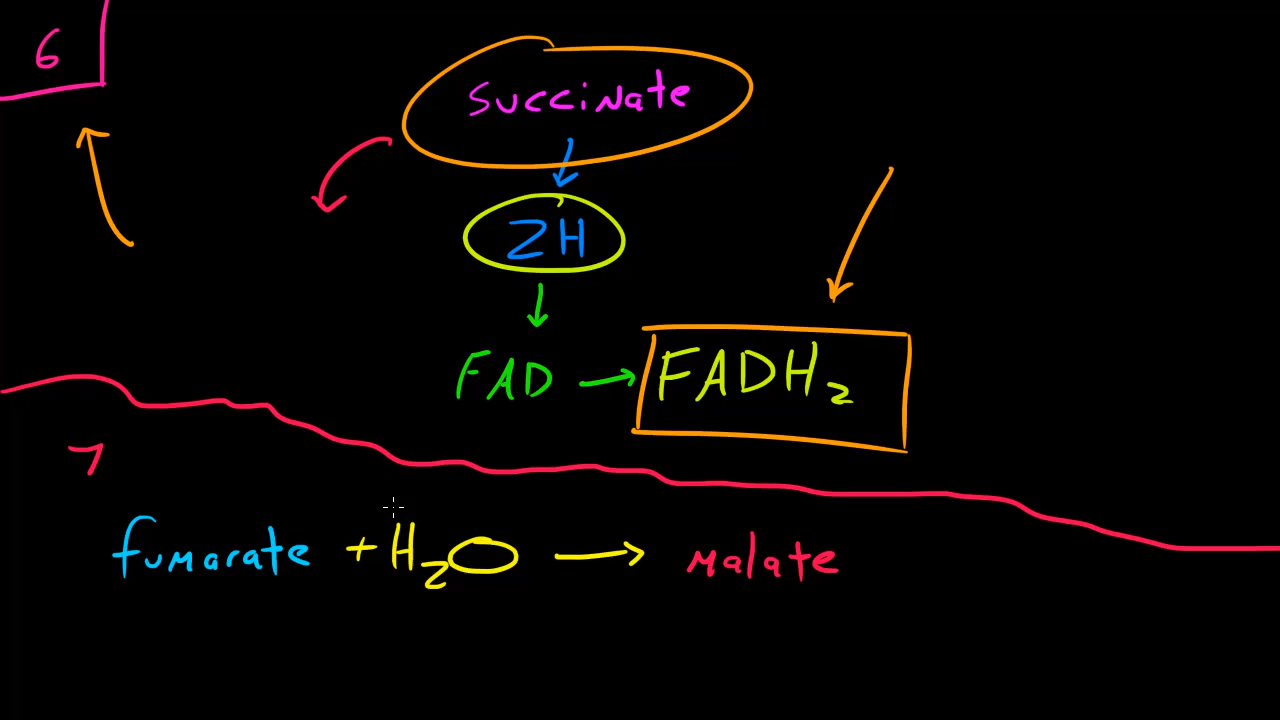 6
Succinate
2H
FAD → FADH₂
7
fumarate + H₂O → malate